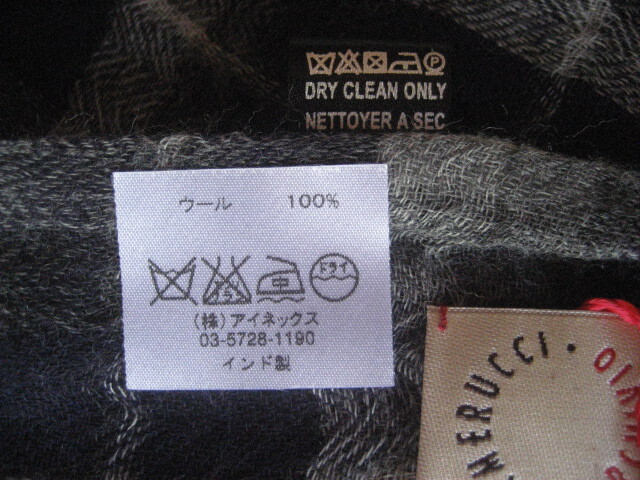 DRY CLEAN ONLY
NETTOYER A SEC
ウール 100%
ドライ
(株)アイネックス
03-5728-1190
インド製
HERUCCI.